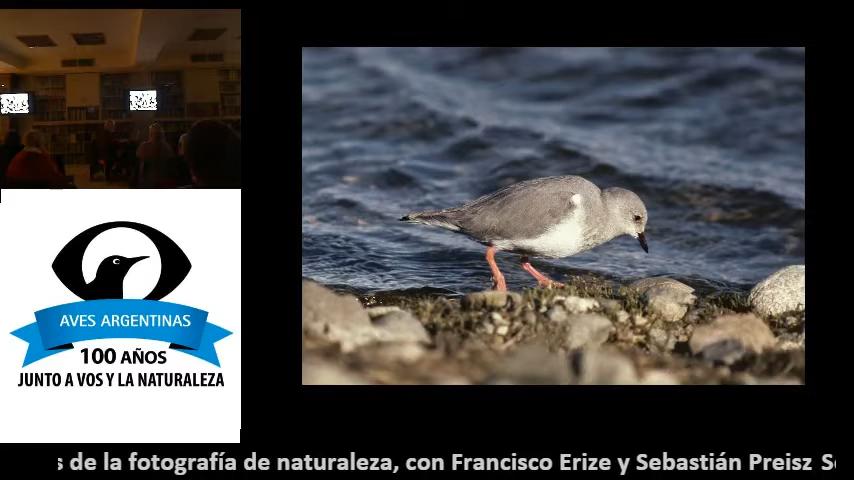 AVES ARGENTINAS
100 AÑOS
JUNTO A VOS Y LA NATURALEZA
de la fotografía de naturaleza, con Francisco Erize y Sebastián Preisz